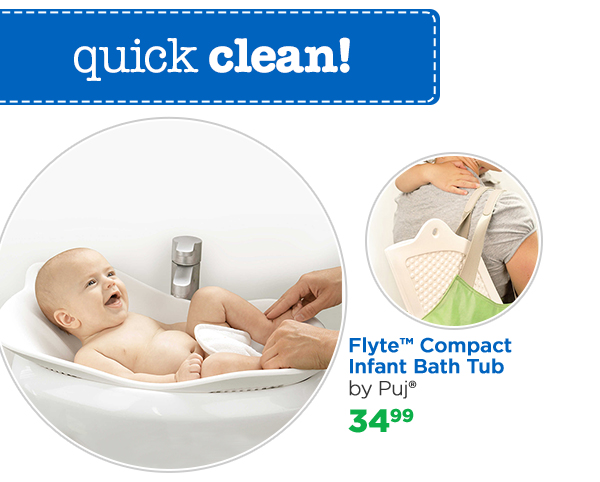 quick clean!
Flyte™ Compact
Infant Bath Tub
by Puj®
34⁹⁹